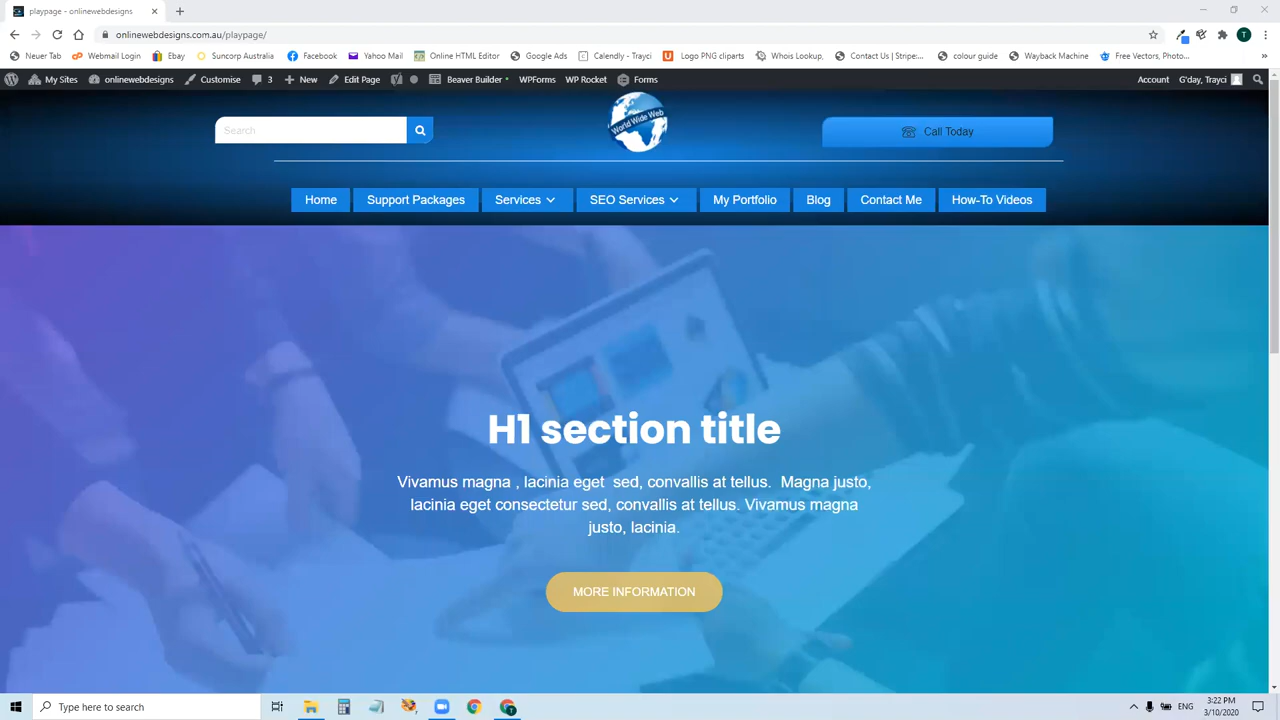 playpage - onlinewebdesigns
onlinewebdesigns.com.au/playpage/
Neuer Tab Webmail Login Ebay Suncorp Australia Facebook Yahoo Mail Online HTML Editor Google Ads Calendly - Trayci Logo PNG cliparts Whois Lookup, Contact Us | Stripe:... colour guide Wayback Machine Free Vectors, Photo... »
My Sites onlinewebdesigns Customise 3 New Edit Page Beaver Builder WPForms WP Rocket Forms Account G'day, Trayci
World Wide Web
Search
Call Today
Home Support Packages Services SEO Services My Portfolio Blog Contact Me How-To Videos
H1 section title
Vivamus magna , lacinia eget sed, convallis at tellus. Magna justo,
lacinia eget consectetur sed, convallis at tellus. Vivamus magna
justo, lacinia.
MORE INFORMATION
Type here to search
ENG
3:22 PM
3/10/2020